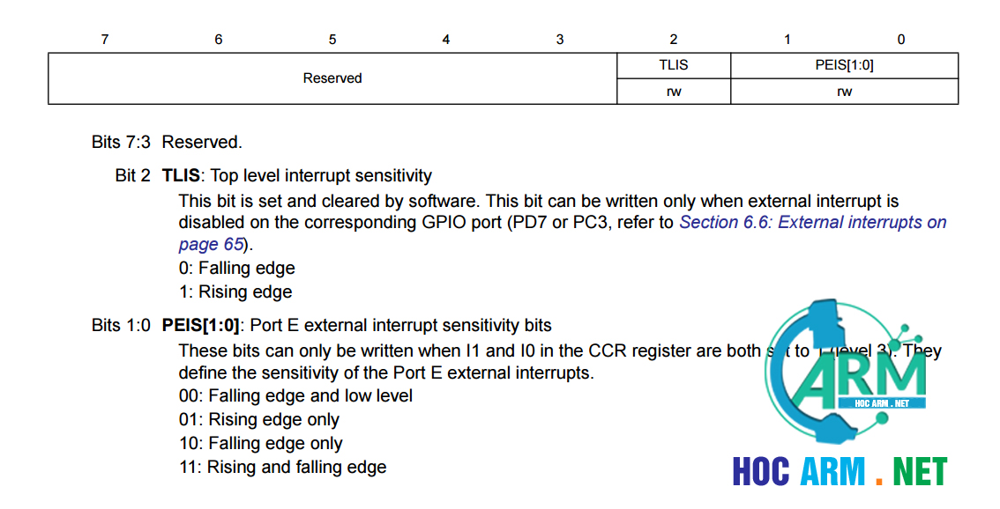 7 6 5 4 3 2 1 0
Reserved TLIS PEIS[1:0]
rw rw
Bits 7:3 Reserved.
Bit 2 TLIS: Top level interrupt sensitivity
This bit is set and cleared by software. This bit can be written only when external interrupt is
disabled on the corresponding GPIO port (PD7 or PC3, refer to Section 6.6: External interrupts on
page 65).
0: Falling edge
1: Rising edge
Bits 1:0 PEIS[1:0]: Port E external interrupt sensitivity bits
These bits can only be written when I1 and I0 in the CCR register are both set to 1 (level 3). They
define the sensitivity of the Port E external interrupts.
00: Falling edge and low level
01: Rising edge only
10: Falling edge only
11: Rising and falling edge
ARM
HOC ARM . NET
HOC ARM . NET